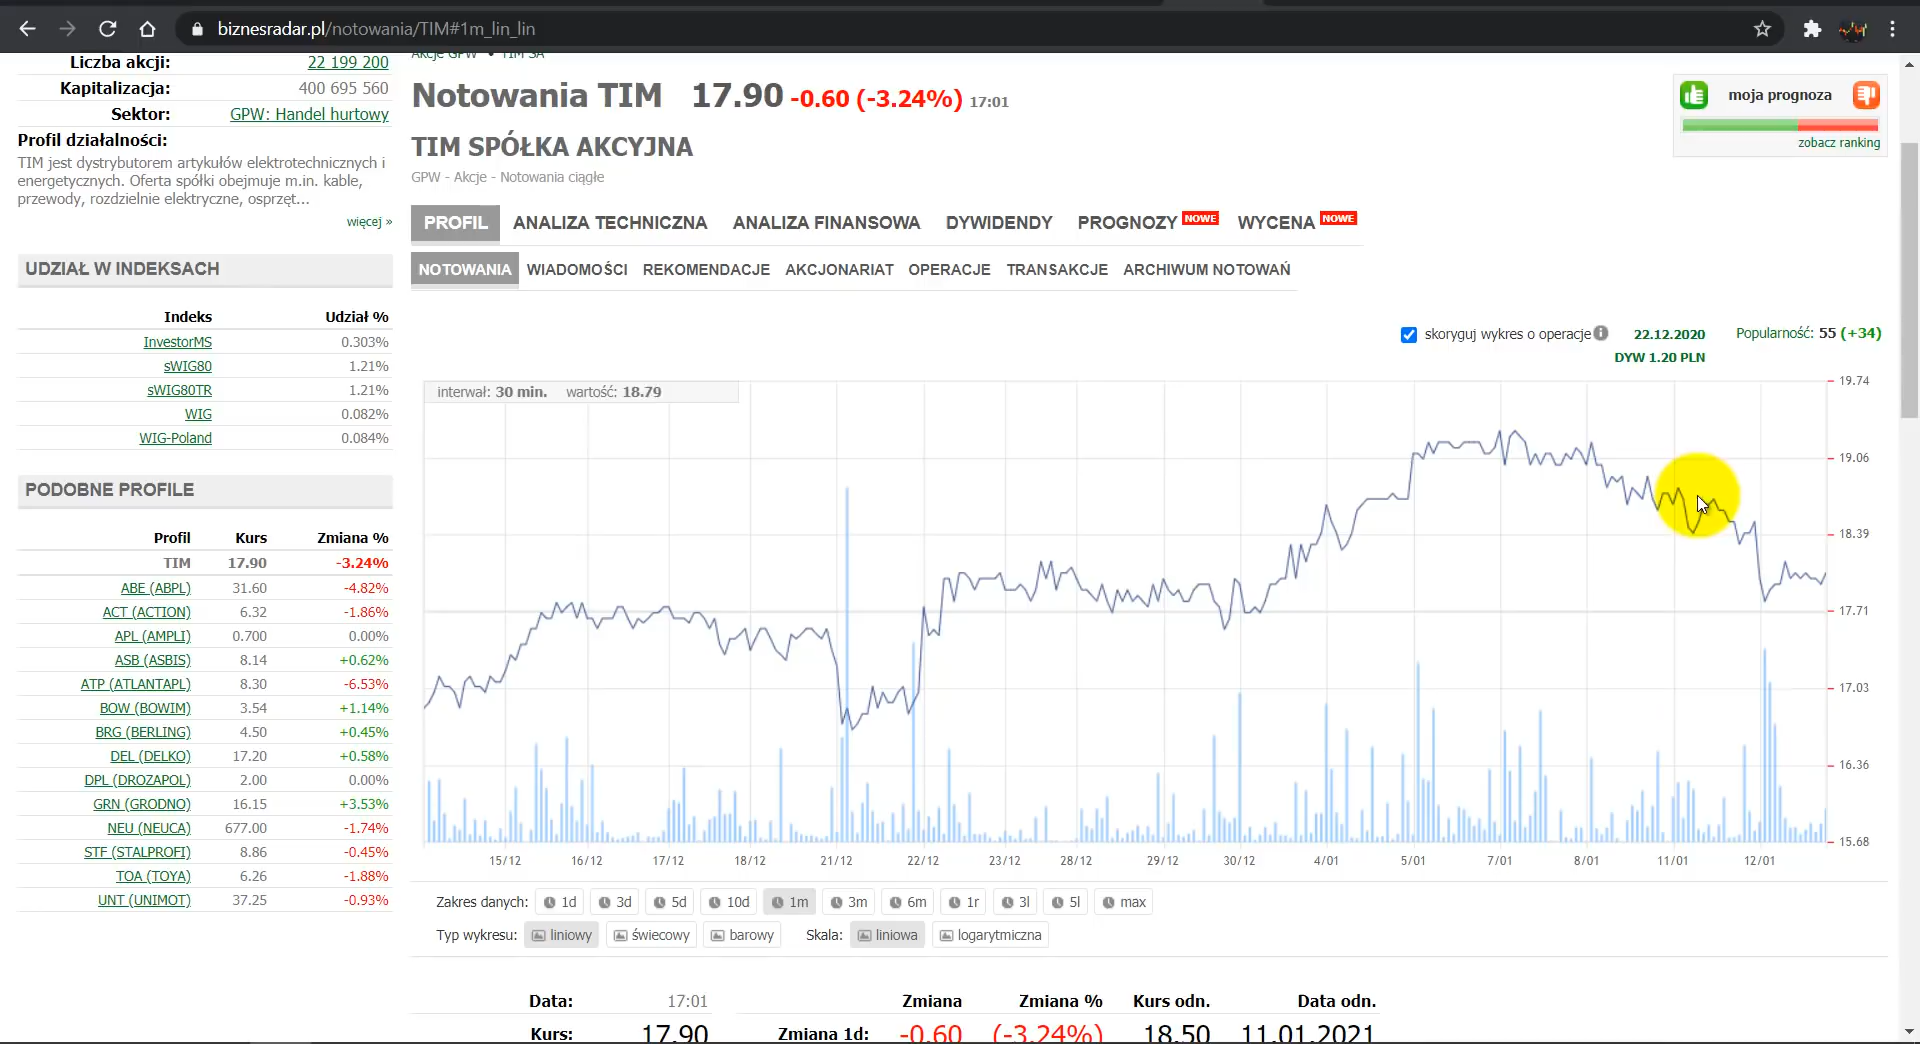 biznesradar.pl/notowania/TIM#1m_lin_lin
Akcje GPW • TIM SA
Liczba akcji: 22 199 200
Kapitalizacja: 400 695 560
Sektor: GPW: Handel hurtowy
Profil działalności:
TIM jest dystrybutorem artykułów elektrotechnicznych i
energetycznych. Oferta spółki obejmuje m.in. kable,
przewody, rozdzielnie elektryczne, osprzęt...
więcej »
UDZIAŁ W INDEKSACH
Indeks Udział %
InvestorMS 0.303%
sWIG80 1.21%
sWIG80TR 1.21%
WIG 0.082%
WIG-Poland 0.084%
PODOBNE PROFILE
Profil Kurs Zmiana %
TIM 17.90 -3.24%
ABE (ABPL) 31.60 -4.82%
ACT (ACTION) 6.32 -1.86%
APL (AMPLI) 0.700 0.00%
ASB (ASBIS) 8.14 +0.62%
ATP (ATLANTAPL) 8.30 -6.53%
BOW (BOWIM) 3.54 +1.14%
BRG (BERLING) 4.50 +0.45%
DEL (DELKO) 17.20 +0.58%
DPL (DROZAPOL) 2.00 0.00%
GRN (GRODNO) 16.15 +3.53%
NEU (NEUCA) 677.00 -1.74%
STF (STALPROFI) 8.86 -0.45%
TOA (TOYA) 6.26 -1.88%
UNT (UNIMOT) 37.25 -0.93%
Notowania TIM 17.90 -0.60 (-3.24%) 17:01
TIM SPÓŁKA AKCYJNA
GPW - Akcje - Notowania ciągłe
moja prognoza
zobacz ranking
PROFIL ANALIZA TECHNICZNA ANALIZA FINANSOWA DYWIDENDY PROGNOZY NOWE WYCENA NOWE
NOTOWANIA WIADOMOŚCI REKOMENDACJE AKCJONARIAT OPERACJE TRANSAKCJE ARCHIWUM NOTOWAŃ
skoryguj wykres o operacje 22.12.2020 Popularność: 55 (+34)
DYW 1.20 PLN
interwał: 30 min. wartość: 18.79
19.74
19.06
18.39
17.71
17.03
16.36
15.68
15/12 16/12 17/12 18/12 21/12 22/12 23/12 28/12 29/12 30/12 4/01 5/01 7/01 8/01 11/01 12/01
Zakres danych: 1d 3d 5d 10d 1m 3m 6m 1r 3l 5l max
Typ wykresu: liniowy świecowy barowy Skala: liniowa logarytmiczna
Data: 17:01
Kurs: 17.90
Zmiana Zmiana % Kurs odn. Data odn.
Zmiana 1d: -0.60 (-3.24%) 18.50 11.01.2021